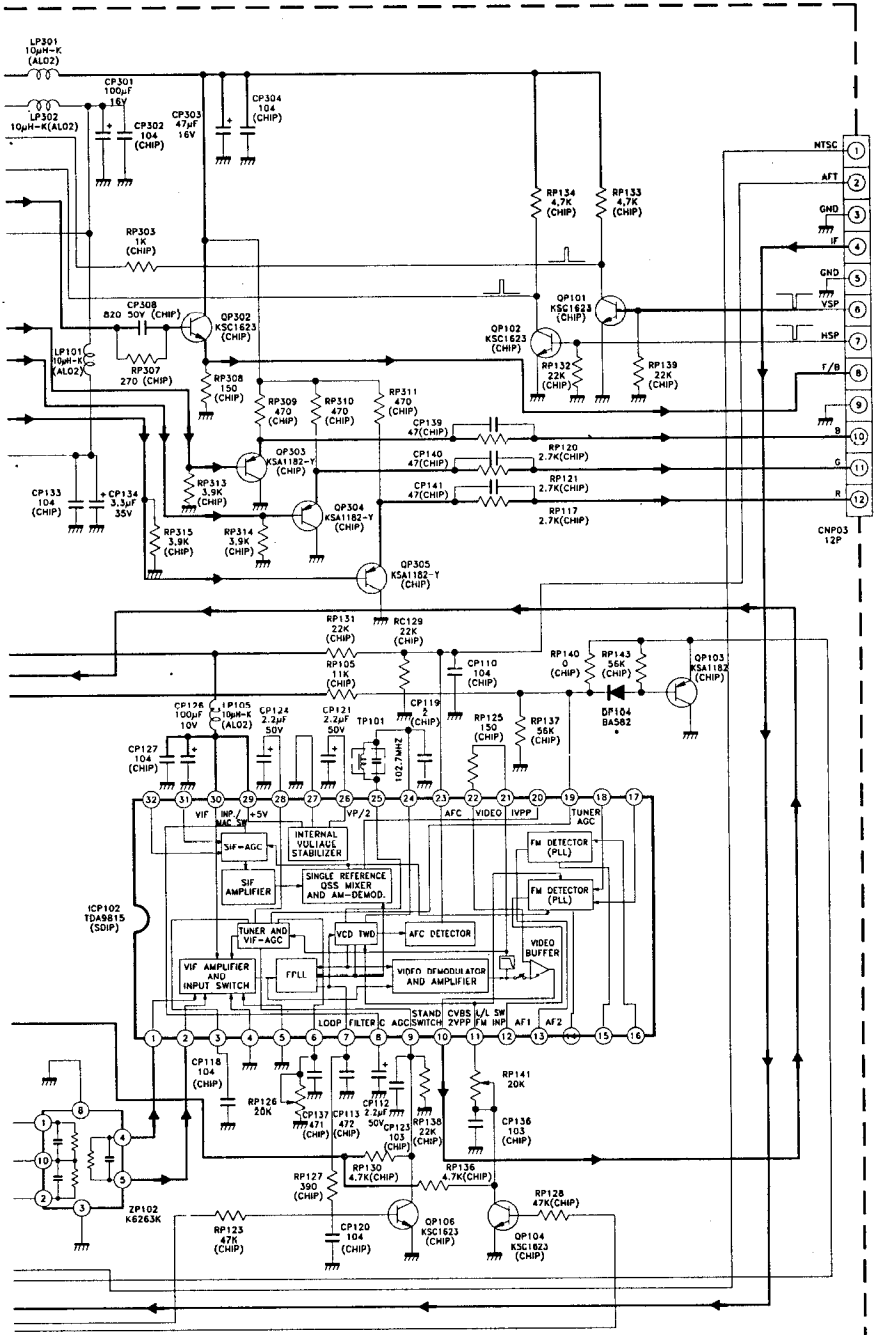 LP301
10µH-K
(AL02)
CP301
100µF
16V
LP302
10µH-K(AL02)
CP302
104
(CHIP)
CP303
47µF
16V
CP304
104
(CHIP)
NTSC
1
AFT
2
GND
3
IF
4
GND
5
VSP
6
HSP
7
F/B
8
9
B
10
G
11
R
12
CNP03
12P
RP134
4,7K
(CHIP)
RP133
4,7K
(CHIP)
RP303
1K
(CHIP)
CP308
820 50V (CHIP)
QP302
KSC1623
(CHIP)
QP101
KSC1623
(CHIP)
QP102
KSC1623
(CHIP)
LP101
10µH-K
(AL02)
RP307
270 (CHIP)
RP308
150
(CHIP)
RP132
22K
(CHIP)
RP139
22K
(CHIP)
RP309
470
(CHIP)
RP310
470
(CHIP)
RP311
470
(CHIP)
CP139
47(CHIP)
RP120
2.7K(CHIP)
CP140
47(CHIP)
RP121
2.7K(CHIP)
CP141
47(CHIP)
RP117
2.7K(CHIP)
QP303
KSA1182-Y
(CHIP)
CP133
104
(CHIP)
CP134
3,3µF
35V
RP313
3,9K
(CHIP)
QP304
KSA1182-Y
(CHIP)
RP315
3,9K
(CHIP)
RP314
3,9K
(CHIP)
QP305
KSA1182-Y
(CHIP)
RP131
22K
(CHIP)
RC129
22K
(CHIP)
RP105
11K
(CHIP)
CP110
104
(CHIP)
RP140
0
(CHIP)
RP143
56K
(CHIP)
QP103
KSA1182
(CHIP)
DP104
BA582
CP126
100µF
10V
LP105
10µH-K
(AL02)
CP124
2.2µF
50V
CP121
2.2µF
50V
TP101
102.7MHZ
CP119
2
(CHIP)
RP125
150
(CHIP)
RP137
56K
(CHIP)
CP127
104
(CHIP)
32 31 30 29 28 27 26 25 24 23 22 21 20 19 18 17
VIF INP./ MAC SW +5V VP/2 AFC VIDEO IVPP TUNER AGC
INTERNAL
VOLIAGE
STABILIZER
SIF-AGC
SIF
AMPLIFIER
SINGLE REFERENCE
QSS MIXER
AND AM-DEMOD.
FM DETECTOR
(PLL)
FM DETECTOR
(PLL)
ICP102
TDA9815
(SDIP)
TUNER AND
VIF-AGC
VCD TWD
AFC DETECTOR
VIDEO
BUFFER
VIF AMPLIFIER
AND
INPUT SWITCH
FPLL
VIDEO DEMODULATOR
AND AMPLIFIER
LOOP FILTER C AGC STAND SWITCH CVBS 2VPP L/L SW FM INP AF1 AF2
1 2 3 4 5 6 7 8 9 10 11 12 13 14 15 16
CP118
104
(CHIP)
RP126
20K
CP137
471
(CHIP)
CP113
472
(CHIP)
CP112
2.2µF
50V
CP123
103
(CHIP)
RP138
22K
(CHIP)
RP141
20K
CP136
103
(CHIP)
8
1
10
2
3
4
5
ZP102
K6263K
RP127
390
(CHIP)
RP130
4.7K(CHIP)
RP136
4.7K(CHIP)
RP128
47K(CHIP)
RP123
47K
(CHIP)
CP120
104
(CHIP)
QP106
KSC1623
(CHIP)
QP104
KSC1623
(CHIP)